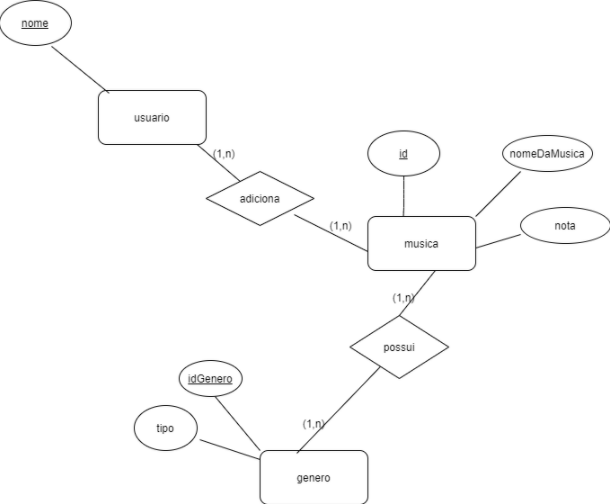 nome
usuario
(1,n)
id
nomeDaMusica
adiciona
(1,n)
nota
musica
(1,n)
possui
idGenero
(1,n)
tipo
genero